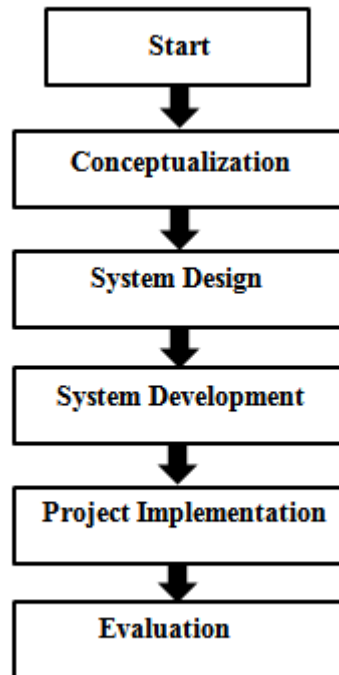 Start
Conceptualization
System Design
System Development
Project Implementation
Evaluation